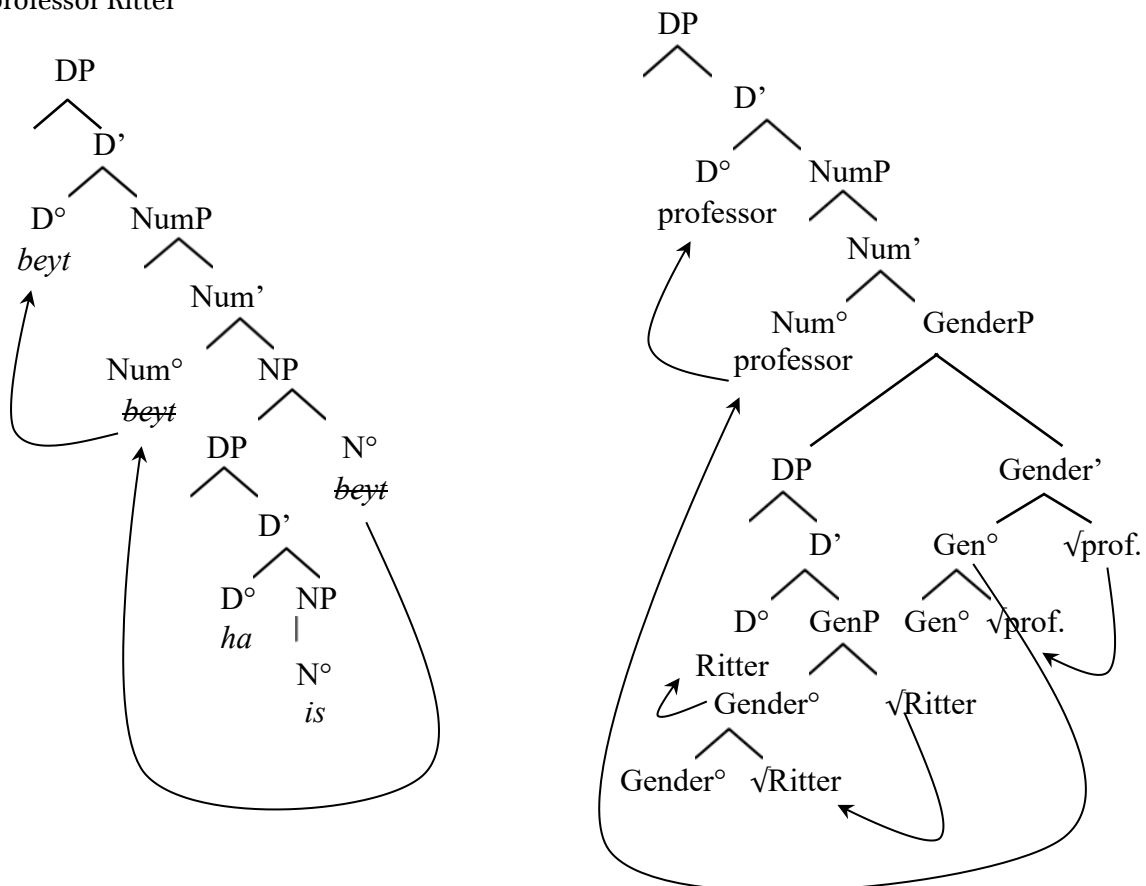 professor Ritter
DP
D’
D° NumP
beyt
Num’
Num° NP
beyt
DP N°
beyt
D’
D° NP
ha
N°
is
DP
D’
D° NumP
professor
Num’
Num° GenderP
professor
DP Gender’
D’ Gen° √prof.
D° GenP Gen° √prof.
Ritter
Gender° √Ritter
Gender° √Ritter